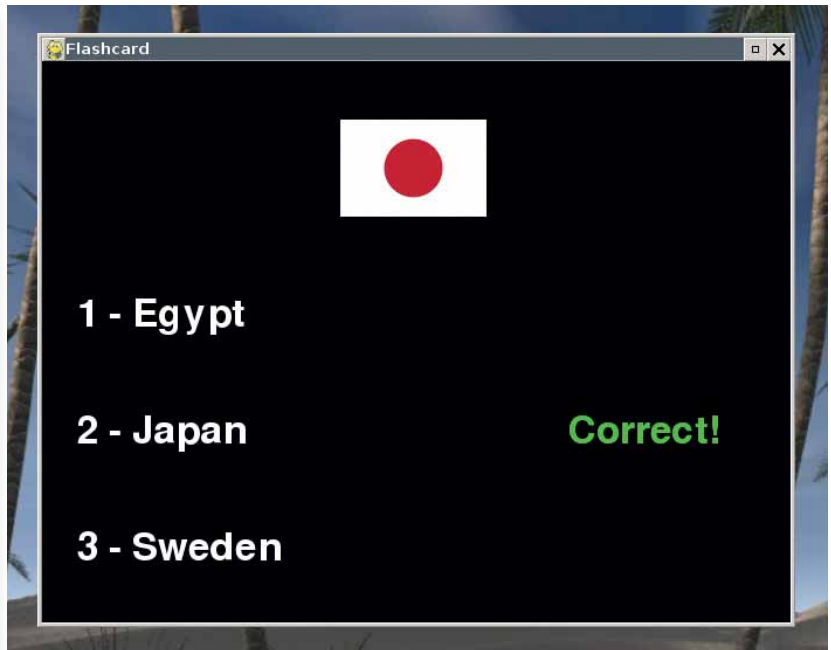 Flashcard
1 - Egypt
2 - Japan
Correct!
3 - Sweden